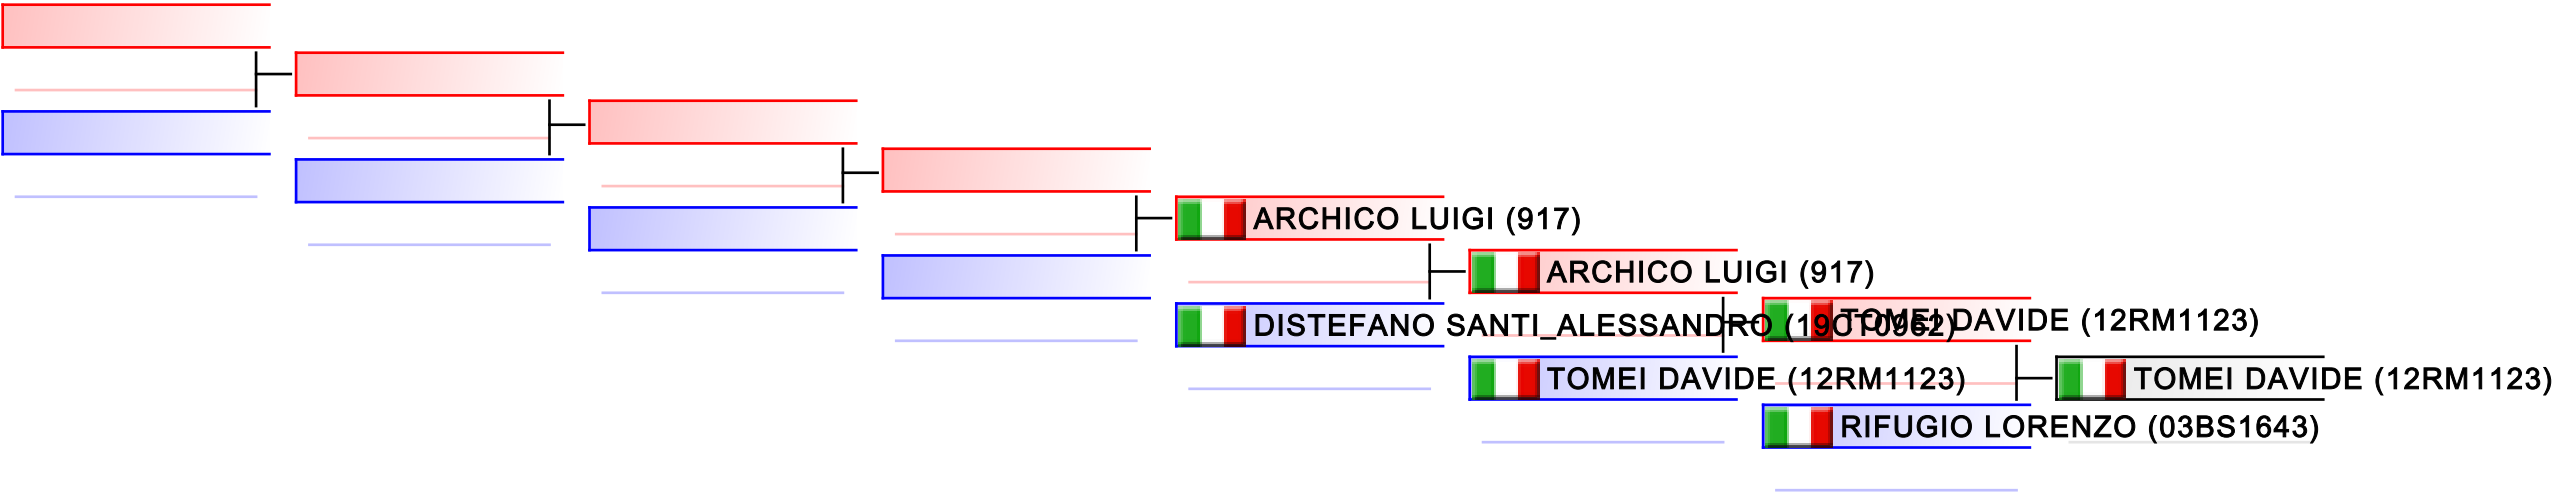 ARCHICO LUIGI (917)
ARCHICO LUIGI (917)
DISTEFANO SANTI_ALESSANDRO (19CT0962)
TOMEI DAVIDE (12RM1123)
TOMEI DAVIDE (12RM1123)
TOMEI DAVIDE (12RM1123)
RIFUGIO LORENZO (03BS1643)